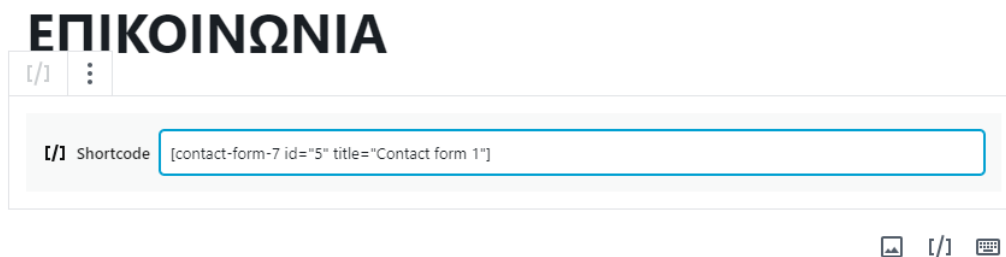 ΕΠΙΚΟΙΝΩΝΙΑ
[/]
[/] Shortcode [contact-form-7 id="5" title="Contact form 1"]
[/]